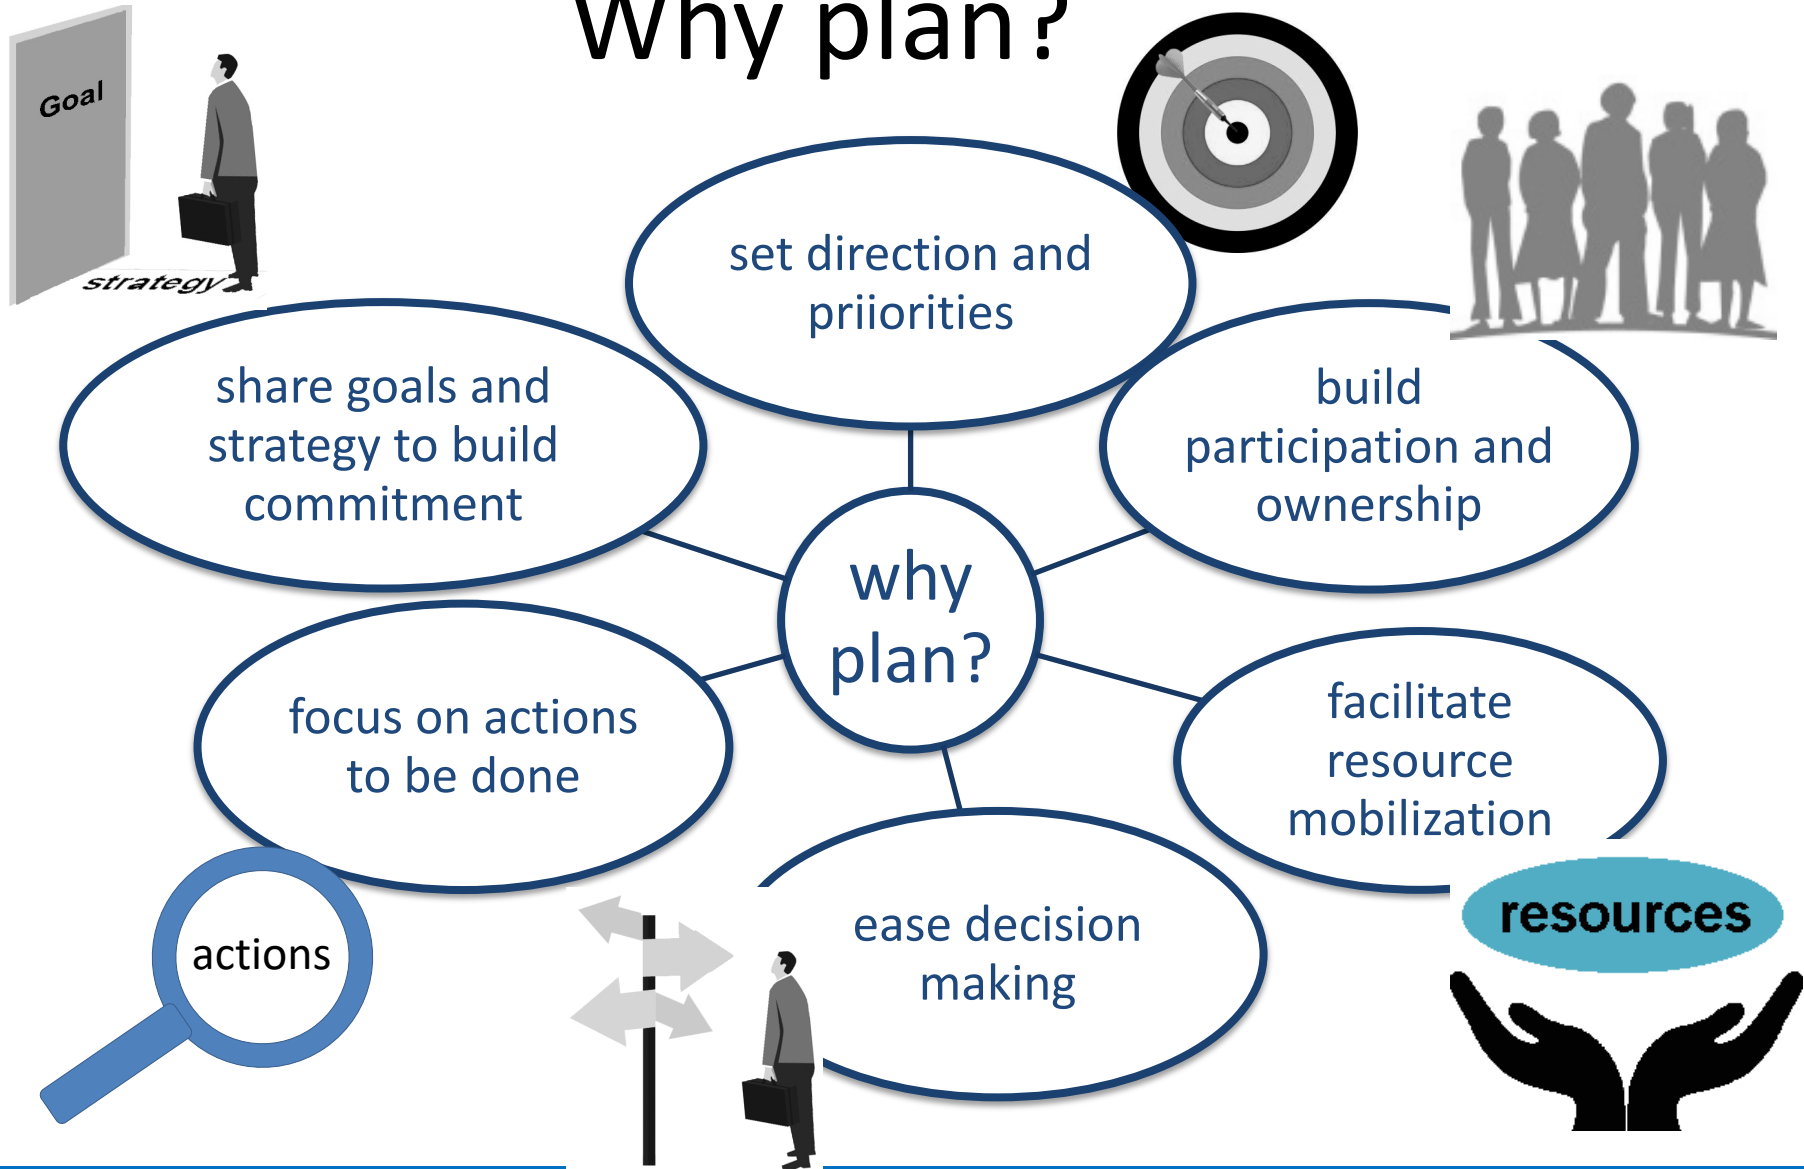 Why plan?
Goal
strategy
set direction and
priiorities
share goals and
strategy to build
commitment
build
participation and
ownership
why
plan?
focus on actions
to be done
facilitate
resource
mobilization
ease decision
making
actions
resources